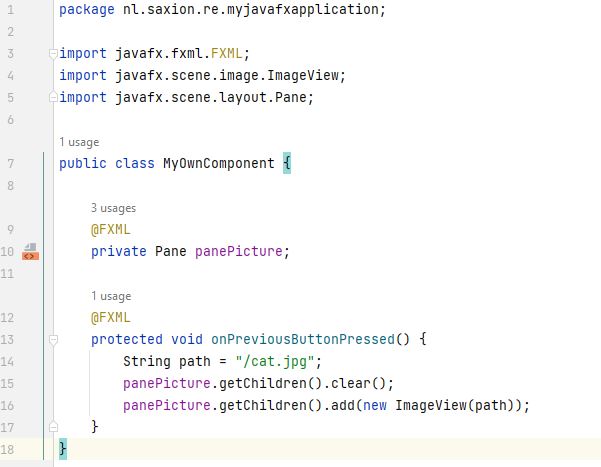 1 package nl.saxion.re.myjavafxapplication;
2
3 import javafx.fxml.FXML;
4 import javafx.scene.image.ImageView;
5 import javafx.scene.layout.Pane;
6
1 usage
7 public class MyOwnComponent {
8
3 usages
9 @FXML
10 private Pane panePicture;
11
1 usage
12 @FXML
13 protected void onPreviousButtonPressed() {
14 String path = "/cat.jpg";
15 panePicture.getChildren().clear();
16 panePicture.getChildren().add(new ImageView(path));
17 }
18 }